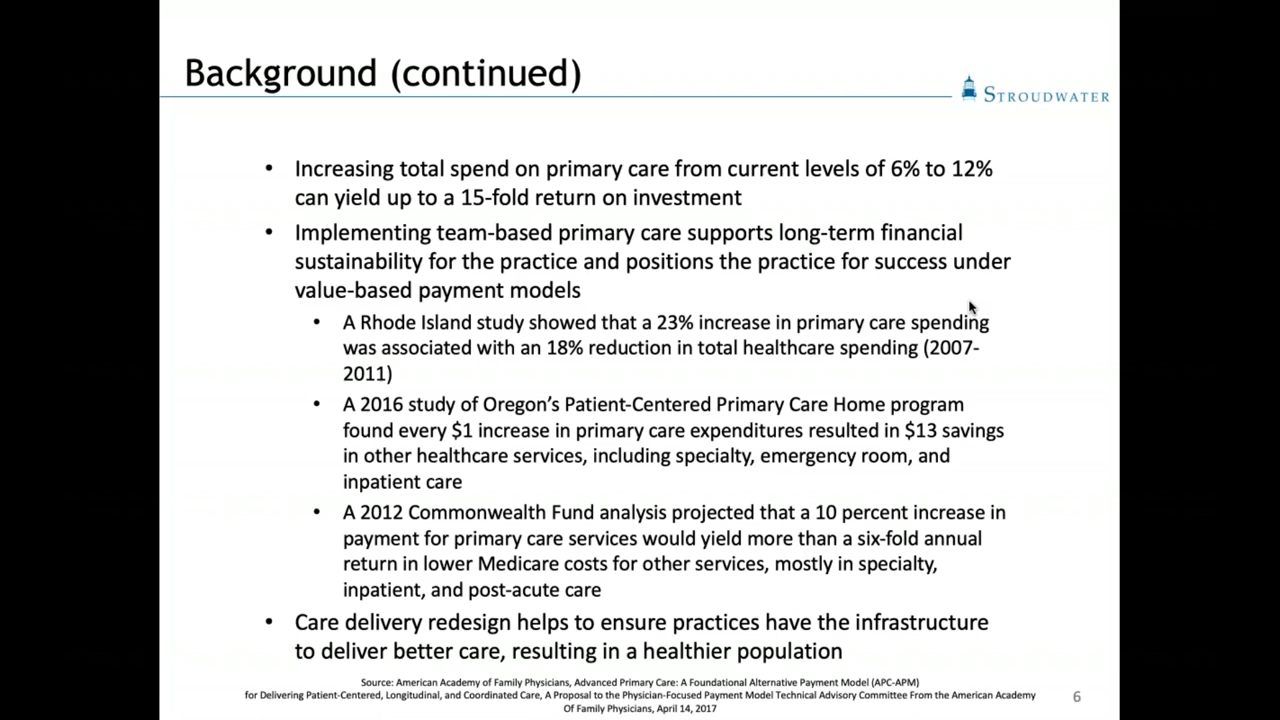 Background (continued)
STROUDWATER
• Increasing total spend on primary care from current levels of 6% to 12%
can yield up to a 15-fold return on investment
• Implementing team-based primary care supports long-term financial
sustainability for the practice and positions the practice for success under
value-based payment models
• A Rhode Island study showed that a 23% increase in primary care spending
was associated with an 18% reduction in total healthcare spending (2007-
2011)
• A 2016 study of Oregon’s Patient-Centered Primary Care Home program
found every $1 increase in primary care expenditures resulted in $13 savings
in other healthcare services, including specialty, emergency room, and
inpatient care
• A 2012 Commonwealth Fund analysis projected that a 10 percent increase in
payment for primary care services would yield more than a six-fold annual
return in lower Medicare costs for other services, mostly in specialty,
inpatient, and post-acute care
• Care delivery redesign helps to ensure practices have the infrastructure
to deliver better care, resulting in a healthier population
Source: American Academy of Family Physicians, Advanced Primary Care: A Foundational Alternative Payment Model (APC-APM)
for Delivering Patient-Centered, Longitudinal, and Coordinated Care, A Proposal to the Physician-Focused Payment Model Technical Advisory Committee From the American Academy
Of Family Physicians, April 14, 2017
6